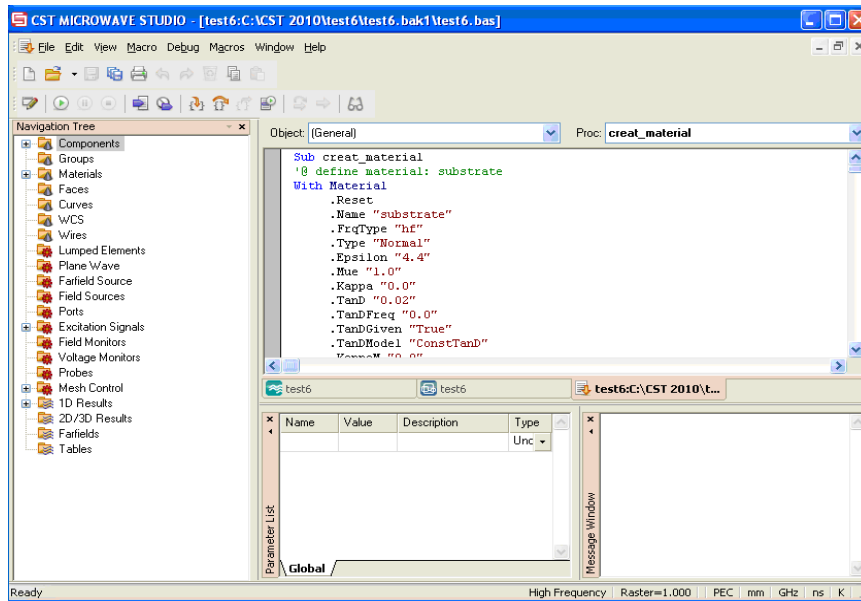 CST MICROWAVE STUDIO - [test6:C:\CST 2010\test6\test6.bak1\test6.bas]
File Edit View Macro Debug Macros Window Help
Navigation Tree
Components
Groups
Materials
Faces
Curves
WCS
Wires
Lumped Elements
Plane Wave
Farfield Source
Field Sources
Ports
Excitation Signals
Field Monitors
Voltage Monitors
Probes
Mesh Control
1D Results
2D/3D Results
Farfields
Tables
Object: (General) Proc: creat_material
Sub creat_material
'@ define material: substrate
With Material
.Reset
.Name "substrate"
.FrqType "hf"
.Type "Normal"
.Epsilon "4.4"
.Mue "1.0"
.Kappa "0.0"
.TanD "0.02"
.TanDFreq "0.0"
.TanDGiven "True"
.TanDModel "ConstTanD"
.KappaM "0.0"
test6 test6 test6:C:\CST 2010\t...
Parameter List
Name Value Description Type
Unc
Global
Message Window
Ready High Frequency Raster=1.000 PEC mm GHz ns K